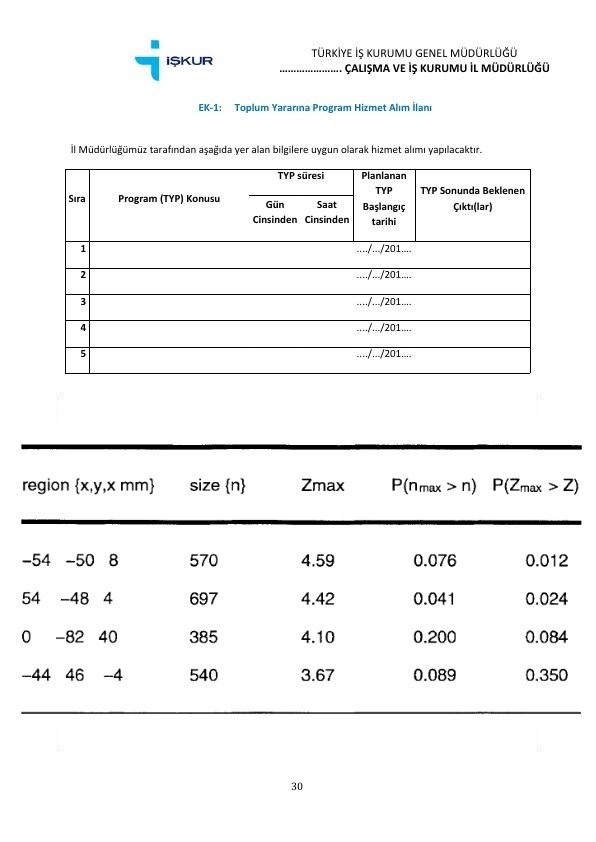 işkur
TÜRKİYE İŞ KURUMU GENEL MÜDÜRLÜĞÜ
…………………. ÇALIŞMA VE İŞ KURUMU İL MÜDÜRLÜĞÜ
EK-1: Toplum Yararına Program Hizmet Alım İlanı
İl Müdürlüğümüz tarafından aşağıda yer alan bilgilere uygun olarak hizmet alımı yapılacaktır.
Sıra Program (TYP) Konusu TYP süresi Planlanan TYP Başlangıç tarihi TYP Sonunda Beklenen Çıktı(lar)
Gün Cinsinden Saat Cinsinden
1 ..../.../201....
2 ..../.../201....
3 ..../.../201....
4 ..../.../201....
5 ..../.../201....
region {x,y,x mm} size {n} Zmax P(nmax > n) P(Zmax > Z)
−54 −50 8 570 4.59 0.076 0.012
54 −48 4 697 4.42 0.041 0.024
0 −82 40 385 4.10 0.200 0.084
−44 46 −4 540 3.67 0.089 0.350
30